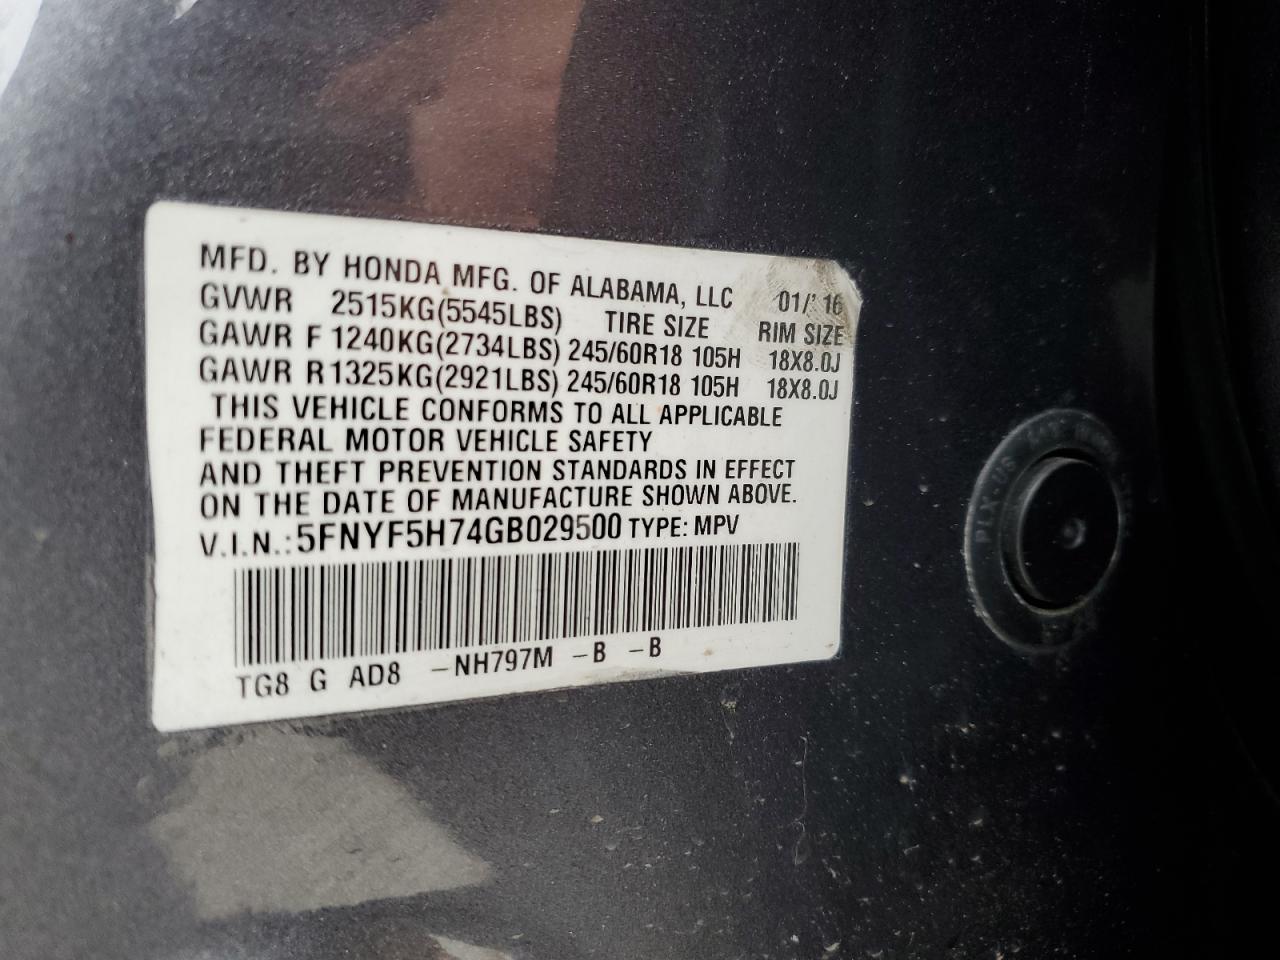 MFD. BY HONDA MFG. OF ALABAMA, LLC 01/'16
GVWR 2515KG(5545LBS) TIRE SIZE RIM SIZE
GAWR F 1240KG(2734LBS) 245/60R18 105H 18X8.0J
GAWR R 1325KG(2921LBS) 245/60R18 105H 18X8.0J
THIS VEHICLE CONFORMS TO ALL APPLICABLE
FEDERAL MOTOR VEHICLE SAFETY
AND THEFT PREVENTION STANDARDS IN EFFECT
ON THE DATE OF MANUFACTURE SHOWN ABOVE.
V.I.N.: 5FNYF5H74GB029500 TYPE: MPV
TG8 G AD8 -NH797M -B -B